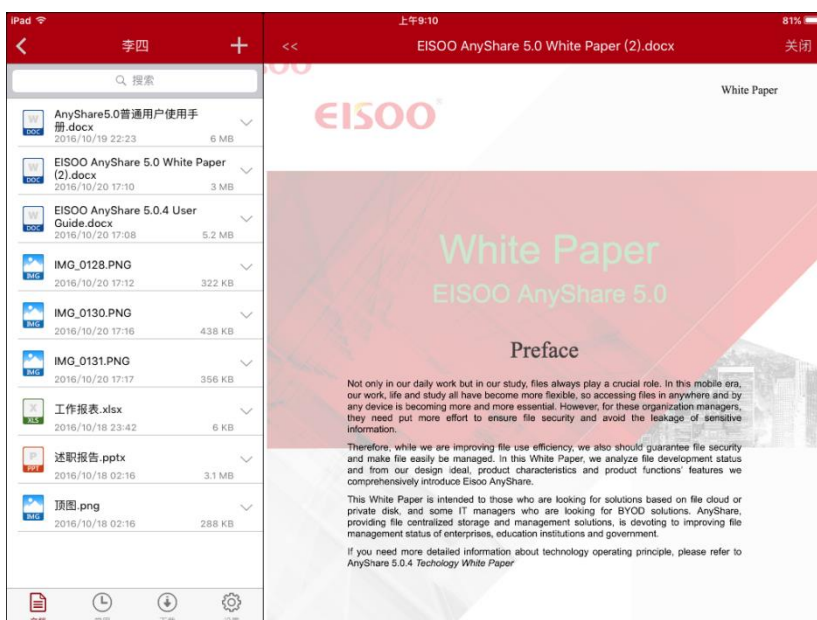 iPad
上午9:10
81%
李四
<<
EISOO AnyShare 5.0 White Paper (2).docx
关闭
搜索
AnyShare5.0普通用户使用手
册.docx
2016/10/19 22:23
6 MB
EISOO AnyShare 5.0 White Paper
(2).docx
2016/10/20 17:10
3 MB
EISOO AnyShare 5.0.4 User
Guide.docx
2016/10/20 17:08
5.2 MB
IMG_0128.PNG
2016/10/20 17:12
322 KB
IMG_0130.PNG
2016/10/20 17:16
438 KB
IMG_0131.PNG
2016/10/20 17:17
356 KB
工作报表.xlsx
2016/10/18 23:42
6 KB
述职报告.pptx
2016/10/18 02:16
3.1 MB
顶图.png
2016/10/18 02:16
288 KB
W
DOC
W
DOC
W
DOC
IMG
IMG
IMG
X
XLS
P
PPT
IMG
White Paper
EISOO
White Paper
EISOO AnyShare 5.0
Preface
Not only in our daily work but in our study, files always play a crucial role. In this mobile era,
our work, life and study all have become more flexible, so accessing files in anywhere and by
any device is becoming more and more essential. However, for these organization managers,
they need put more effort to ensure file security and avoid the leakage of sensitive
information.
Therefore, while we are improving file use efficiency, we also should guarantee file security
and make file easily be managed. In this White Paper, we analyze file development status
and from our design ideal, product characteristics and product functions' features we
comprehensively introduce Eisoo AnyShare.
This White Paper is intended to those who are looking for solutions based on file cloud or
private disk, and some IT managers who are looking for BYOD solutions. AnyShare,
providing file centralized storage and management solutions, is devoting to improving file
management status of enterprises, education institutions and government.
If you need more detailed information about technology operating principle, please refer to
AnyShare 5.0.4 Techology White Paper